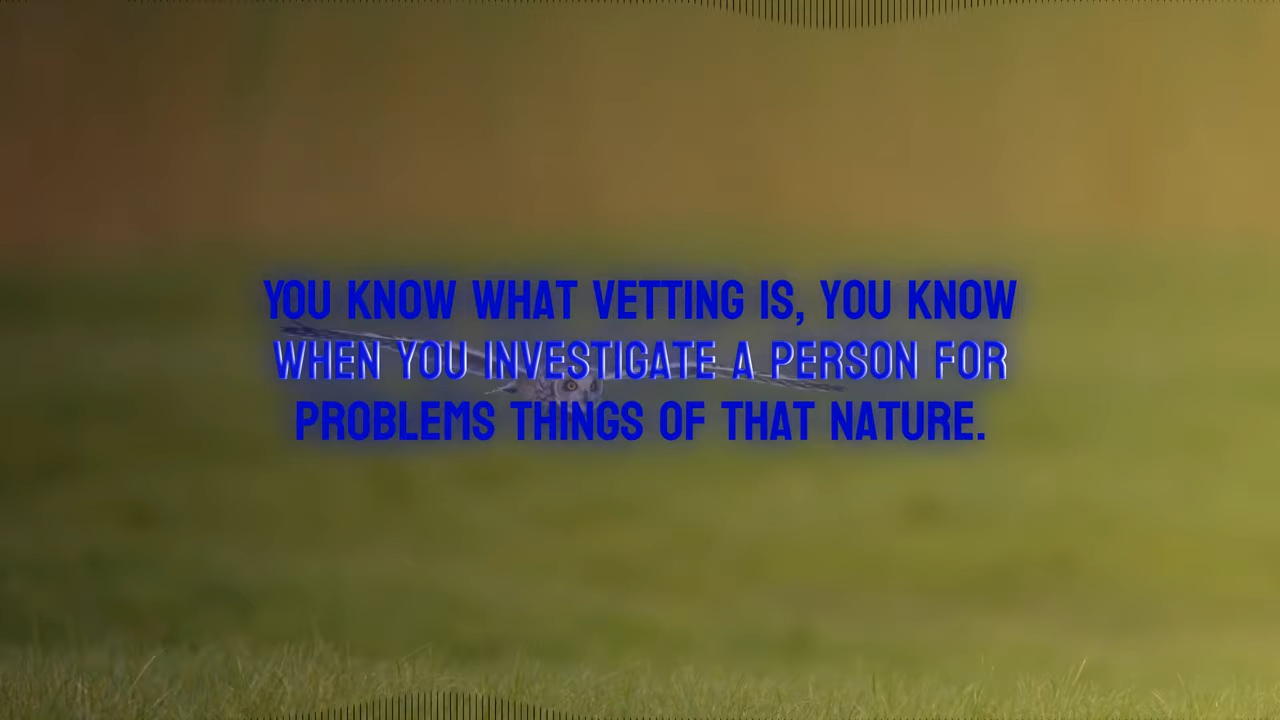 YOU KNOW WHAT VETTING IS, YOU KNOW
WHEN YOU INVESTIGATE A PERSON FOR
PROBLEMS THINGS OF THAT NATURE.